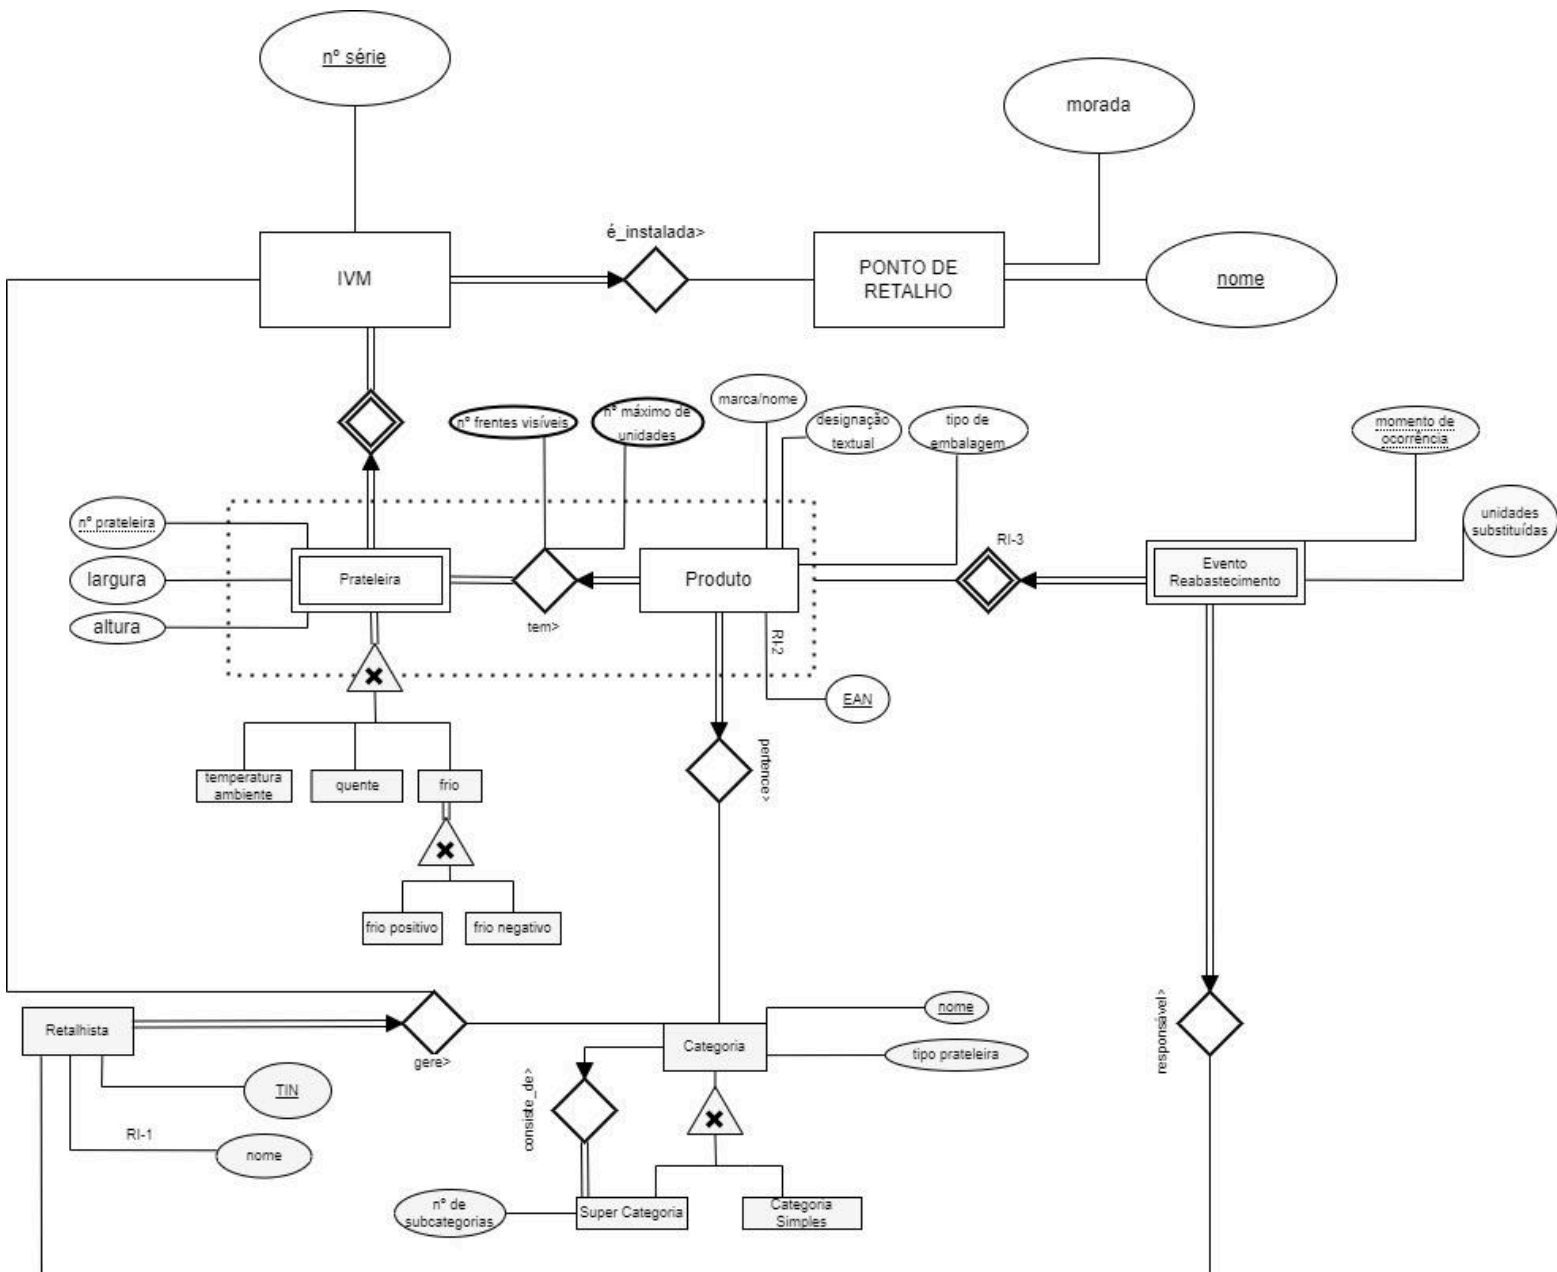 nº série
morada
é_instalada>
IVM
PONTO DE
RETALHO
nome
marca/nome
nº frentes visíveis
nº máximo de
unidades
designação
textual
tipo de
embalagem
momento de
ocorrência
nº prateleira
unidades
substituídas
RI-3
largura
Prateleira
Produto
Evento
Reabastecimento
altura
tem>
RI-2
EAN
pertence>
temperatura
ambiente
quente
frio
frio positivo
frio negativo
Retalhista
gere>
Categoria
nome
tipo prateleira
responsável>
TIN
consiste_de>
RI-1
nome
nº de
subcategorias
Super Categoria
Categoria
Simples